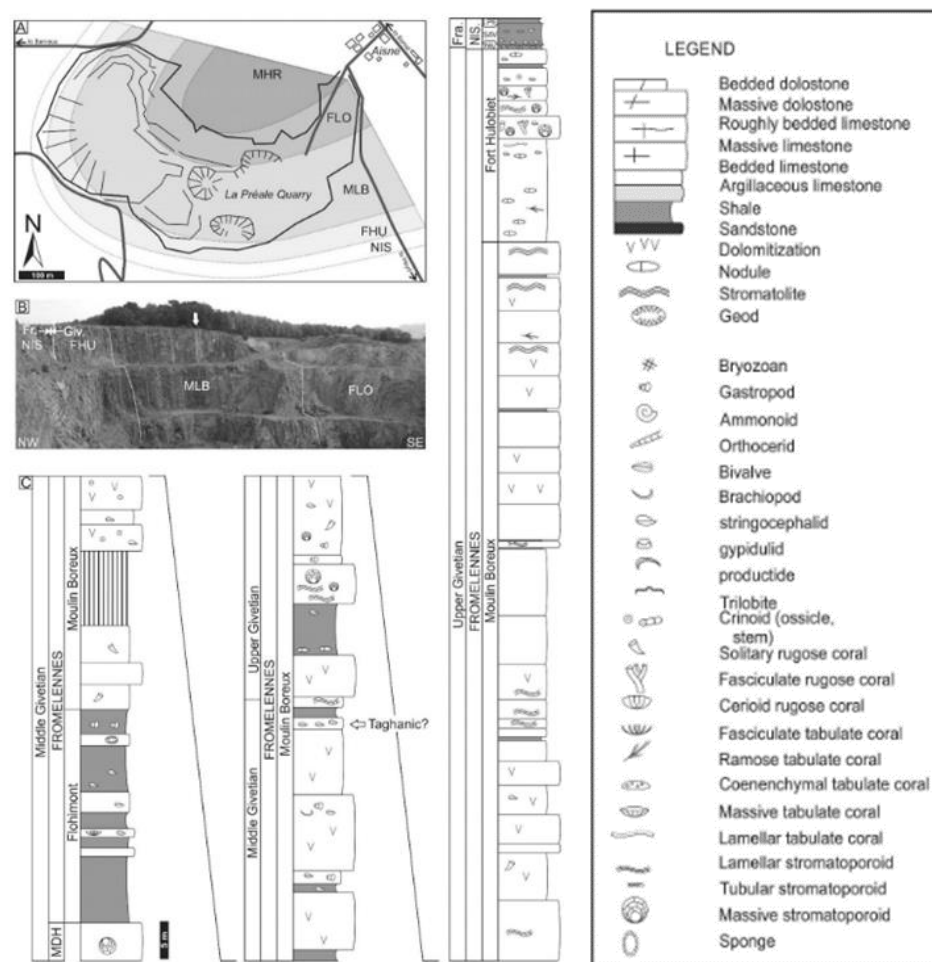 A
Aisne
MHR
FLO
La Préale Quarry
MLB
FHU
NIS
N
100 m
B
Fr. Giv.
NIS FHU
MLB
FLO
NW
SE
C
Middle Givetian
FROMELENNES
Moulin Boreux
Flohimont
MDH
5 m
Upper Givetian
Middle Givetian
FROMELENNES
Moulin Boreux
Taghanic?
Fra.
NIS.
Fort Hulobiet
Upper Givetian
FROMELENNES
Moulin Boreux
LEGEND
Bedded dolostone
Massive dolostone
Roughly bedded limestone
Massive limestone
Bedded limestone
Argillaceous limestone
Shale
Sandstone
Dolomitization
Nodule
Stromatolite
Geod
Bryozoan
Gastropod
Ammonoid
Orthocerid
Bivalve
Brachiopod
stringocephalid
gypidulid
productide
Trilobite
Crinoid (ossicle,
stem)
Solitary rugose coral
Fasciculate rugose coral
Cerioid rugose coral
Fasciculate tabulate coral
Ramose tabulate coral
Coenenchymal tabulate coral
Massive tabulate coral
Lamellar tabulate coral
Lamellar stromatoporoid
Tubular stromatoporoid
Massive stromatoporoid
Sponge